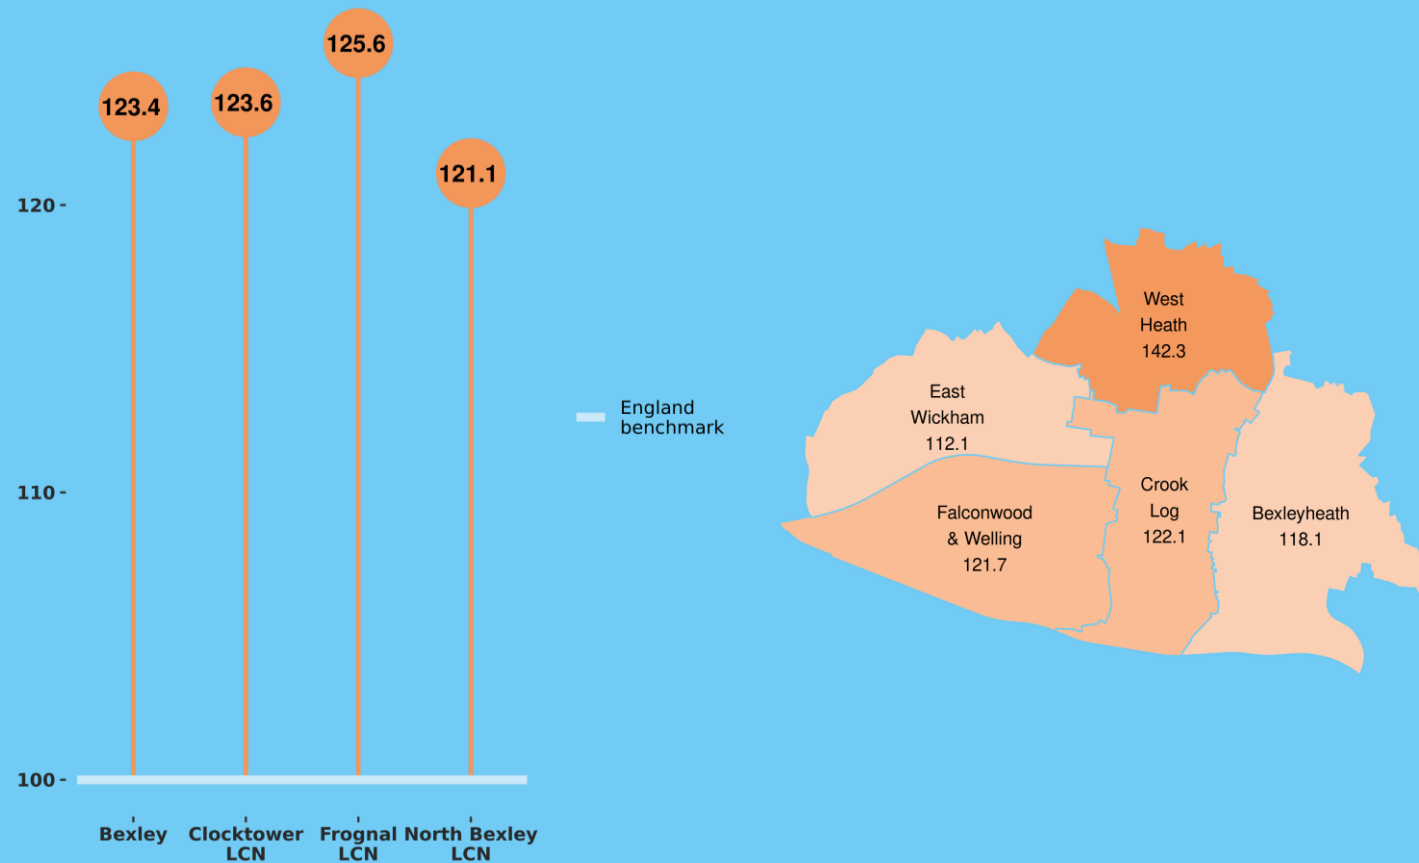 125.6
123.4
123.6
121.1
120
110
100
Bexley
Clocktower
LCN
Frognal
LCN
North Bexley
LCN
England
benchmark
West
Heath
142.3
East
Wickham
112.1
Crook
Log
122.1
Falconwood
& Welling
121.7
Bexleyheath
118.1